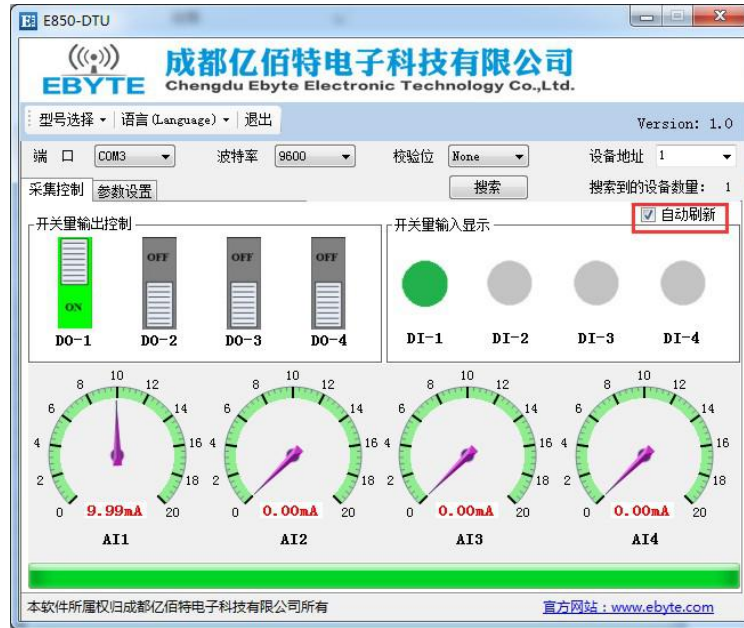 E850-DTU
EBYTE
成都亿佰特电子科技有限公司
Chengdu Ebyte Electronic Technology Co.,Ltd.
型号选择 语言(Language) 退出
Version: 1.0
端 口 COM3 波特率 9600 校验位 None 设备地址 1
采集控制 参数设置 搜索 搜索到的设备数量: 1
自动刷新
开关量输出控制 开关量输入显示
OFF OFF OFF
ON
DO-1 DO-2 DO-3 DO-4 DI-1 DI-2 DI-3 DI-4
0 2 4 6 8 10 12 14 16 18 20
9.99mA
AI1
0 2 4 6 8 10 12 14 16 18 20
0.00mA
AI2
0 2 4 6 8 10 12 14 16 18 20
0.00mA
AI3
0 2 4 6 8 10 12 14 16 18 20
0.00mA
AI4
本软件所属权归成都亿佰特电子科技有限公司所有
官方网站：www.ebyte.com